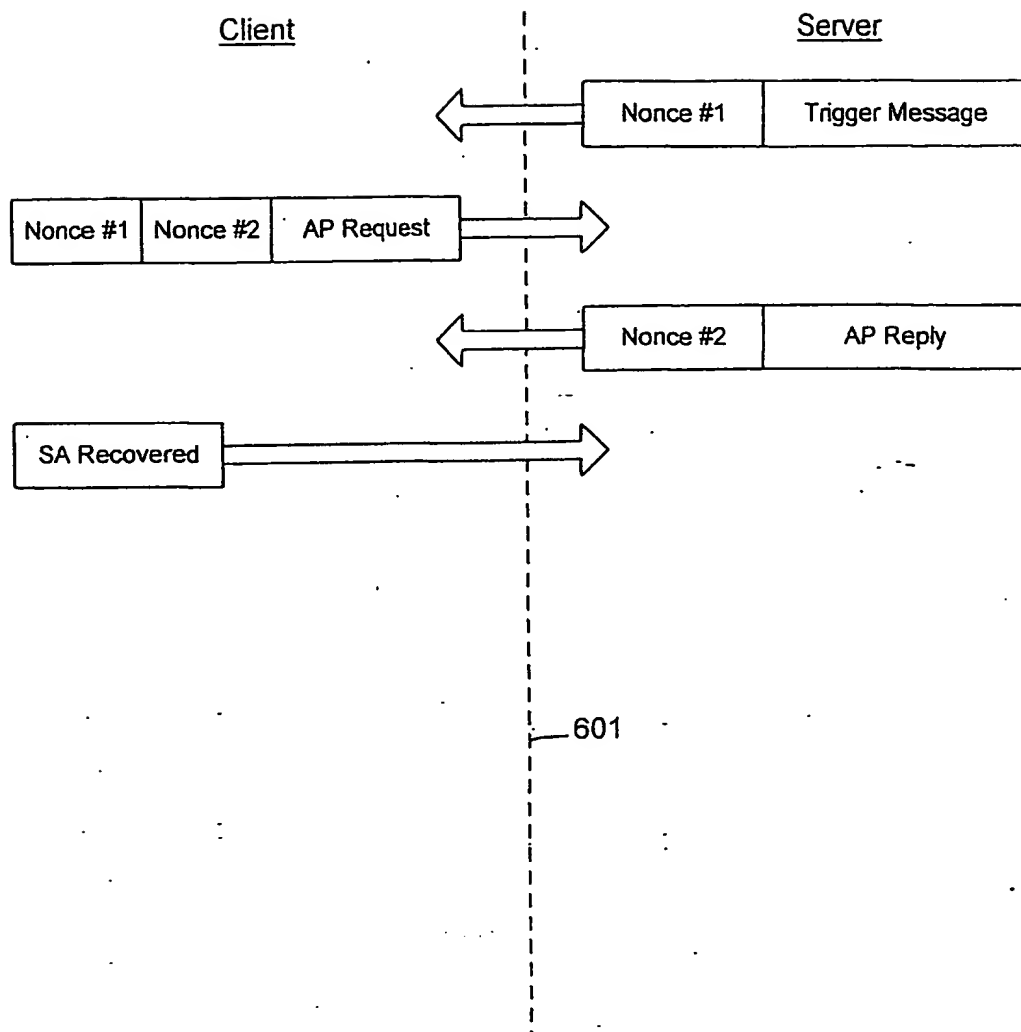 Client
Server
Nonce #1 Trigger Message
Nonce #1 Nonce #2 AP Request
Nonce #2 AP Reply
SA Recovered
601